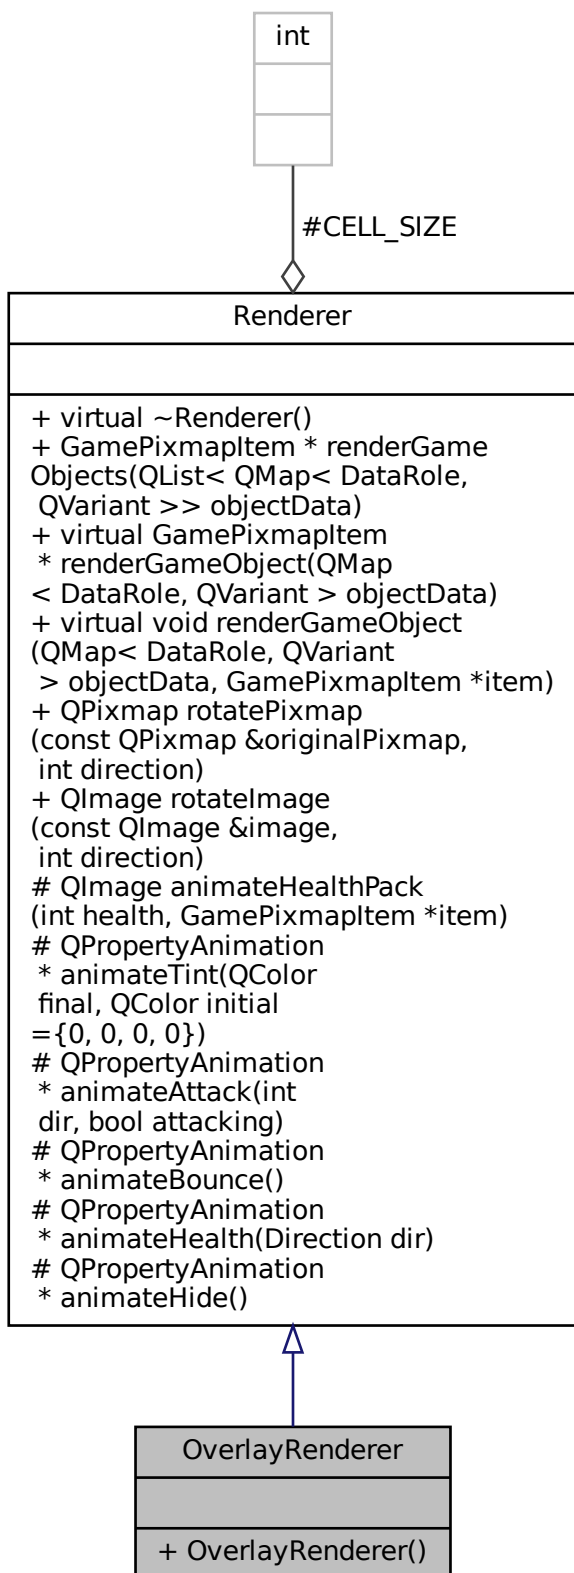 int
#CELL_SIZE
Renderer
+ virtual ~Renderer()
+ GamePixmapItem * renderGame
Objects(QList< QMap< DataRole,
QVariant >> objectData)
+ virtual GamePixmapItem
* renderGameObject(QMap
< DataRole, QVariant > objectData)
+ virtual void renderGameObject
(QMap< DataRole, QVariant
> objectData, GamePixmapItem *item)
+ QPixmap rotatePixmap
(const QPixmap &originalPixmap,
int direction)
+ QImage rotateImage
(const QImage &image,
int direction)
# QImage animateHealthPack
(int health, GamePixmapItem *item)
# QPropertyAnimation
* animateTint(QColor
final, QColor initial
={0, 0, 0, 0})
# QPropertyAnimation
* animateAttack(int
dir, bool attacking)
# QPropertyAnimation
* animateBounce()
# QPropertyAnimation
* animateHealth(Direction dir)
# QPropertyAnimation
* animateHide()
OverlayRenderer
+ OverlayRenderer()